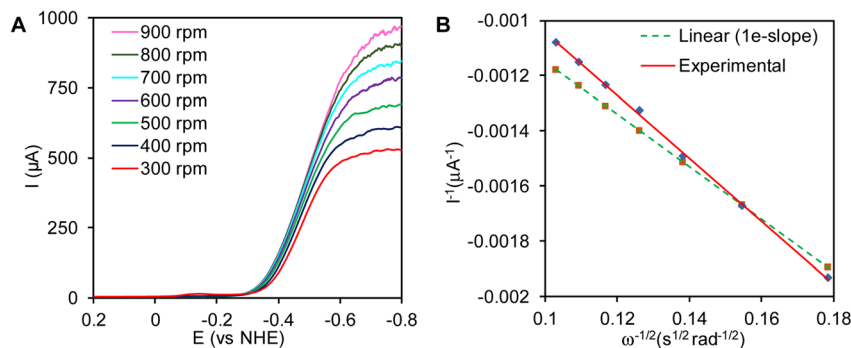 A
1000
750
500
250
0
I (µA)
900 rpm
800 rpm
700 rpm
600 rpm
500 rpm
400 rpm
300 rpm
0.2 0 -0.2 -0.4 -0.6 -0.8
E (vs NHE)
B
-0.001
-0.0012
-0.0014
-0.0016
-0.0018
-0.002
I-1(µA-1)
Linear (1e-slope)
Experimental
0.1 0.12 0.14 0.16 0.18
ω-1/2(s1/2 rad-1/2)